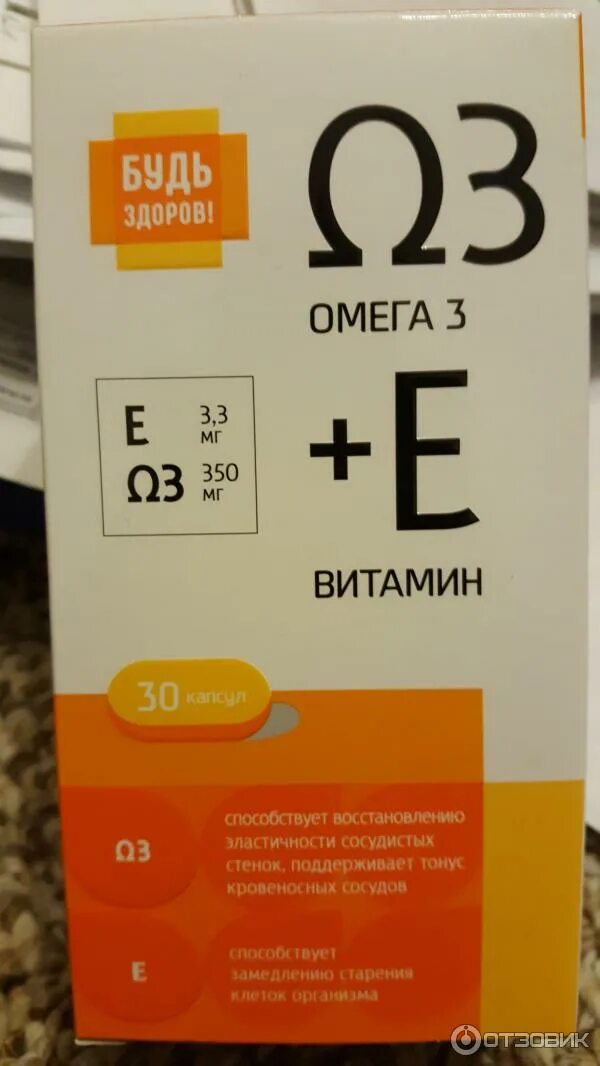 БУДЬ
ЗДОРОВ!
Ω3
ОМЕГА 3
E 3,3
мг
Ω3 350
мг
+E
ВИТАМИН
30 капсул
Ω3
способствует восстановлению
эластичности сосудистых
стенок, поддерживает тонус
кровеносных сосудов
E
способствует
замедлению старения
клеток организма
ОТЗОВИК